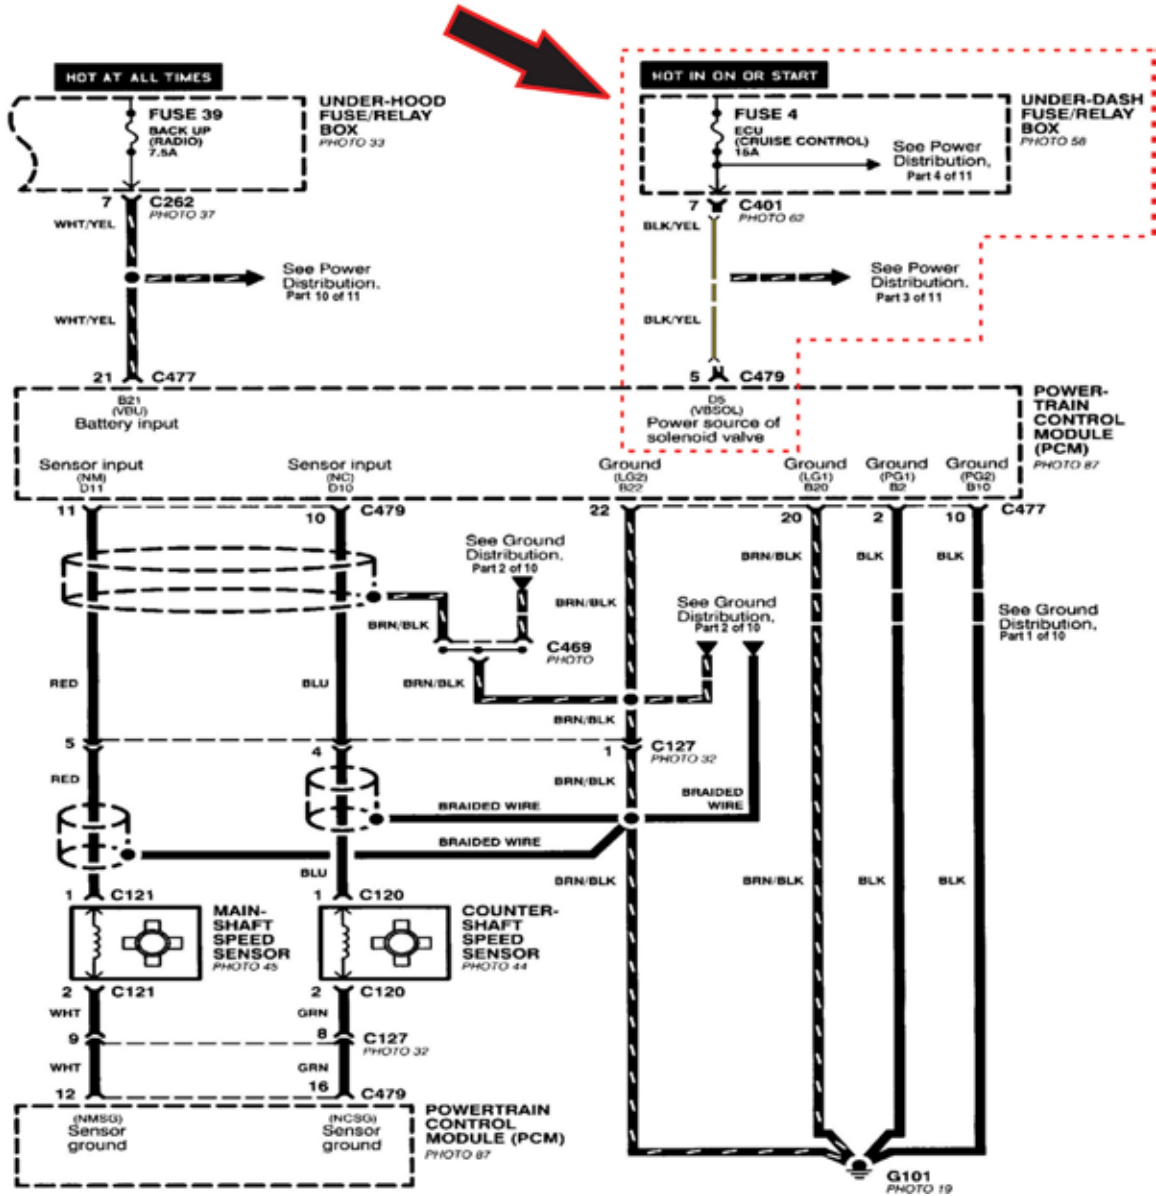 HOT AT ALL TIMES
FUSE 39
BACK UP
(RADIO)
7.5A
UNDER-HOOD
FUSE/RELAY
BOX
PHOTO 33
7
C262
PHOTO 37
WHT/YEL
See Power
Distribution.
Part 10 of 11
WHT/YEL
21
C477
HOT IN ON OR START
FUSE 4
ECU
(CRUISE CONTROL)
15A
See Power
Distribution.
Part 4 of 11
UNDER-DASH
FUSE/RELAY
BOX
PHOTO 58
7
C401
PHOTO 62
BLK/YEL
See Power
Distribution.
Part 3 of 11
BLK/YEL
5
C479
B21
(VBU)
Battery input
D5
(VBSOL)
Power source of
solenoid valve
POWER-
TRAIN
CONTROL
MODULE
(PCM)
PHOTO 87
Sensor input
(NM)
D11
Sensor input
(NC)
D10
Ground
(LG2)
B22
Ground
(LG1)
B20
Ground
(PG1)
B2
Ground
(PG2)
B10
11
10
C479
22
20
2
10
C477
See Ground
Distribution.
Part 2 of 10
BRN/BLK
BLK
BLK
BRN/BLK
See Ground
Distribution.
Part 2 of 10
See Ground
Distribution.
Part 1 of 10
BRN/BLK
C469
PHOTO
RED
BLU
BRN/BLK
BRN/BLK
5
4
1
C127
PHOTO 32
RED
BRN/BLK
BRAIDED
WIRE
BRAIDED WIRE
BRAIDED WIRE
BLU
BRN/BLK
BRN/BLK
BLK
BLK
1
C121
1
C120
MAIN-
SHAFT
SPEED
SENSOR
PHOTO 45
COUNTER-
SHAFT
SPEED
SENSOR
PHOTO 44
2
C121
2
C120
WHT
GRN
9
8
C127
PHOTO 32
WHT
GRN
12
16
C479
(NMSG)
Sensor
ground
(NCSG)
Sensor
ground
POWERTRAIN
CONTROL
MODULE (PCM)
PHOTO 87
G101
PHOTO 19